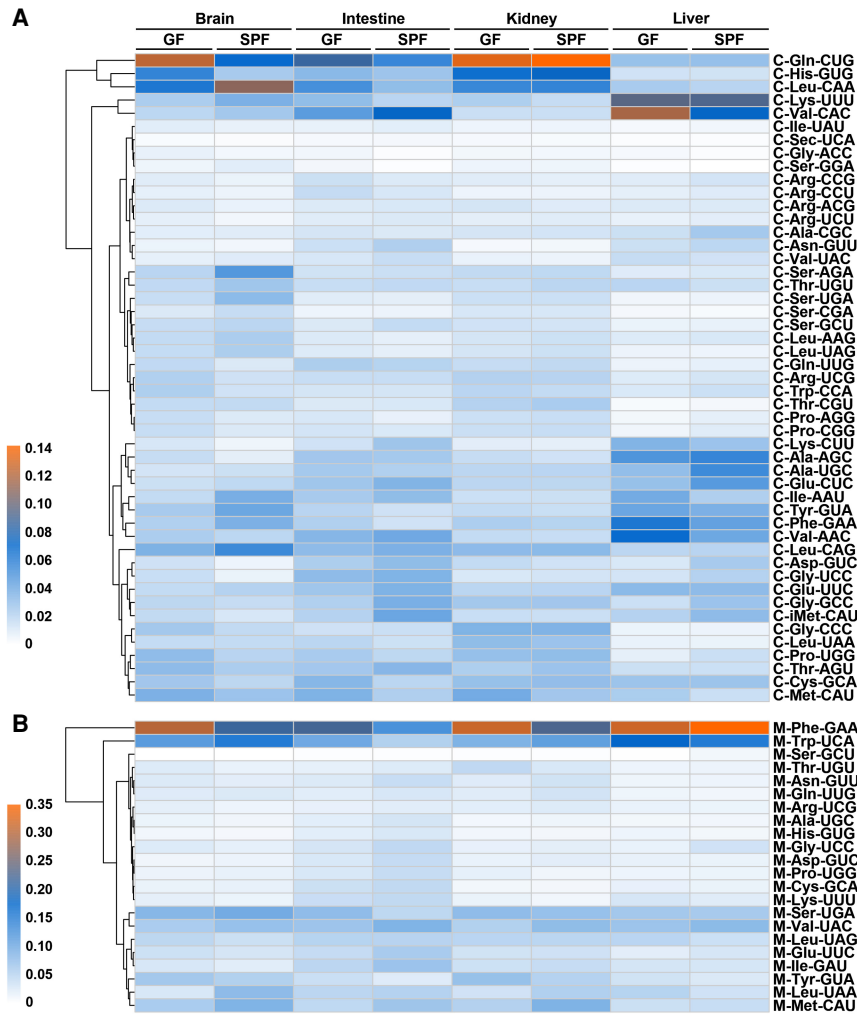 A
Brain Intestine Kidney Liver
GF SPF GF SPF GF SPF GF SPF
C-Gln-CUG
C-His-GUG
C-Leu-CAA
C-Lys-UUU
C-Val-CAC
C-Ile-UAU
C-Sec-UCA
C-Gly-ACC
C-Ser-GGA
C-Arg-CCG
C-Arg-CCU
C-Arg-ACG
C-Arg-UCU
C-Ala-CGC
C-Asn-GUU
C-Val-UAC
C-Ser-AGA
C-Thr-UGU
C-Ser-UGA
C-Ser-CGA
C-Ser-GCU
C-Leu-AAG
C-Leu-UAG
C-Gln-UUG
C-Arg-UCG
C-Trp-CCA
C-Thr-CGU
C-Pro-AGG
C-Pro-CGG
C-Lys-CUU
C-Ala-AGC
C-Ala-UGC
C-Glu-CUC
C-Ile-AAU
C-Tyr-GUA
C-Phe-GAA
C-Val-AAC
C-Leu-CAG
C-Asp-GUC
C-Gly-UCC
C-Glu-UUC
C-Gly-GCC
C-iMet-CAU
C-Gly-CCC
C-Leu-UAA
C-Pro-UGG
C-Thr-AGU
C-Cys-GCA
C-Met-CAU
0.14
0.12
0.10
0.08
0.06
0.04
0.02
0
B
M-Phe-GAA
M-Trp-UCA
M-Ser-GCU
M-Thr-UGU
M-Asn-GUU
M-Gln-UUG
M-Arg-UCG
M-Ala-UGC
M-His-GUG
M-Gly-UCC
M-Asp-GUC
M-Pro-UGG
M-Cys-GCA
M-Lys-UUU
M-Ser-UGA
M-Val-UAC
M-Leu-UAG
M-Glu-UUC
M-Ile-GAU
M-Tyr-GUA
M-Leu-UAA
M-Met-CAU
0.35
0.30
0.25
0.20
0.15
0.10
0.05
0